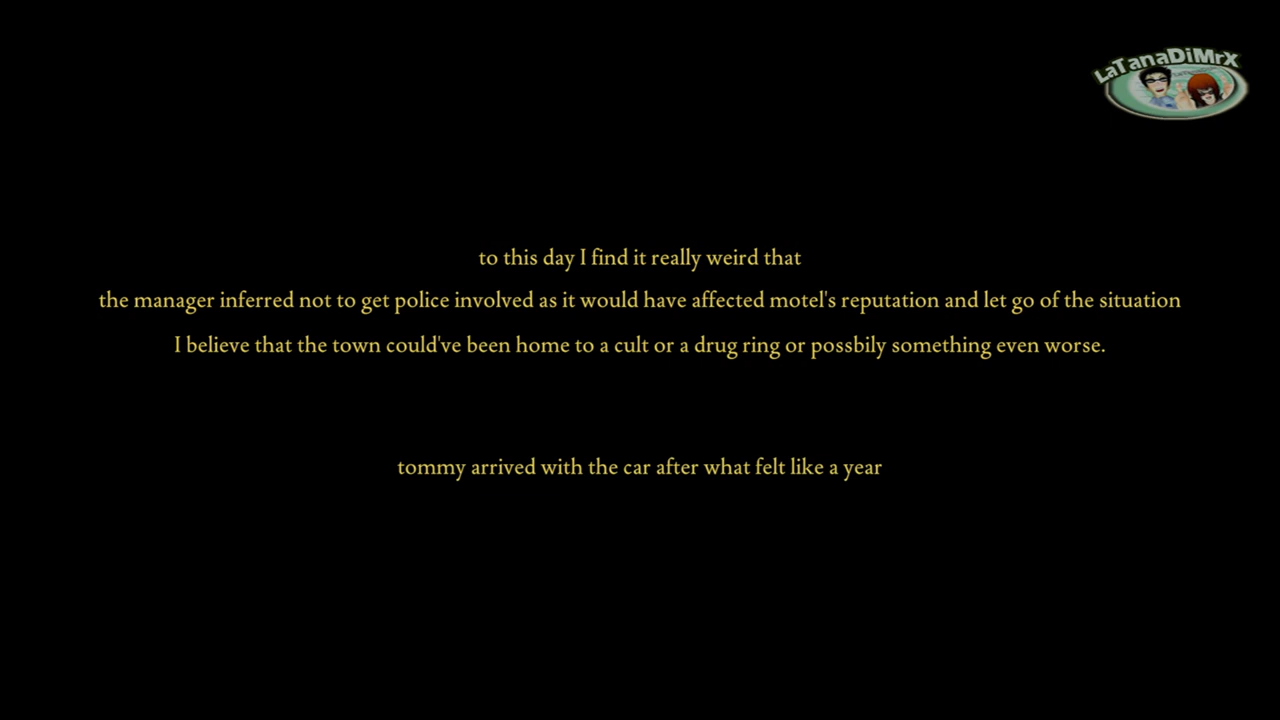 LaTanaDiMrX
to this day I find it really weird that
the manager inferred not to get police involved as it would have affected motel's reputation and let go of the situation
I believe that the town could've been home to a cult or a drug ring or possbily something even worse.
tommy arrived with the car after what felt like a year